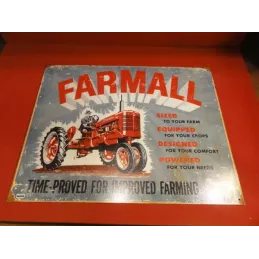 FARMALL
SIZED
TO YOUR FARM
EQUIPPED
FOR YOUR CROPS
DESIGNED
FOR YOUR COMFORT
POWERED
FOR YOUR NEEDS
TIME-PROVED FOR IMPROVED FARMING